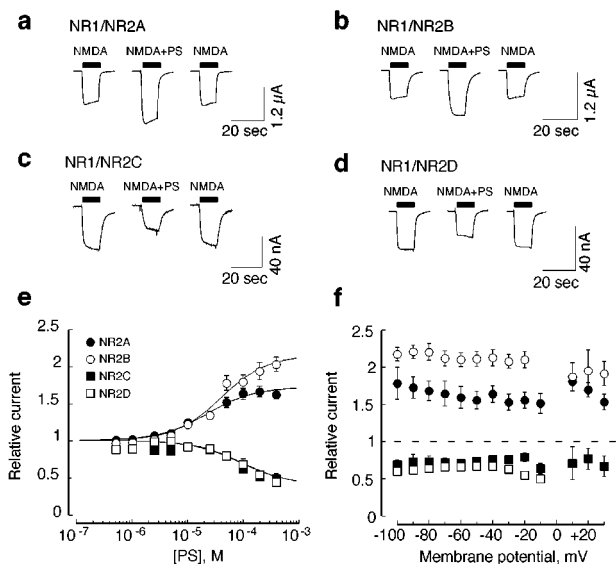 a
NR1/NR2A
NMDA NMDA+PS NMDA
1.2 µA
20 sec
b
NR1/NR2B
NMDA NMDA+PS NMDA
1.2 µA
20 sec
c
NR1/NR2C
NMDA NMDA+PS NMDA
40 nA
20 sec
d
NR1/NR2D
NMDA NMDA+PS NMDA
40 nA
20 sec
e
2.5
2
1.5
1
0.5
0
Relative current
NR2A
NR2B
NR2C
NR2D
10-7 10-6 10-5 10-4 10-3
[PS], M
f
2.5
2
1.5
1
0.5
0
Relative current
-100 -80 -60 -40 -20 0 +20
Membrane potential, mV